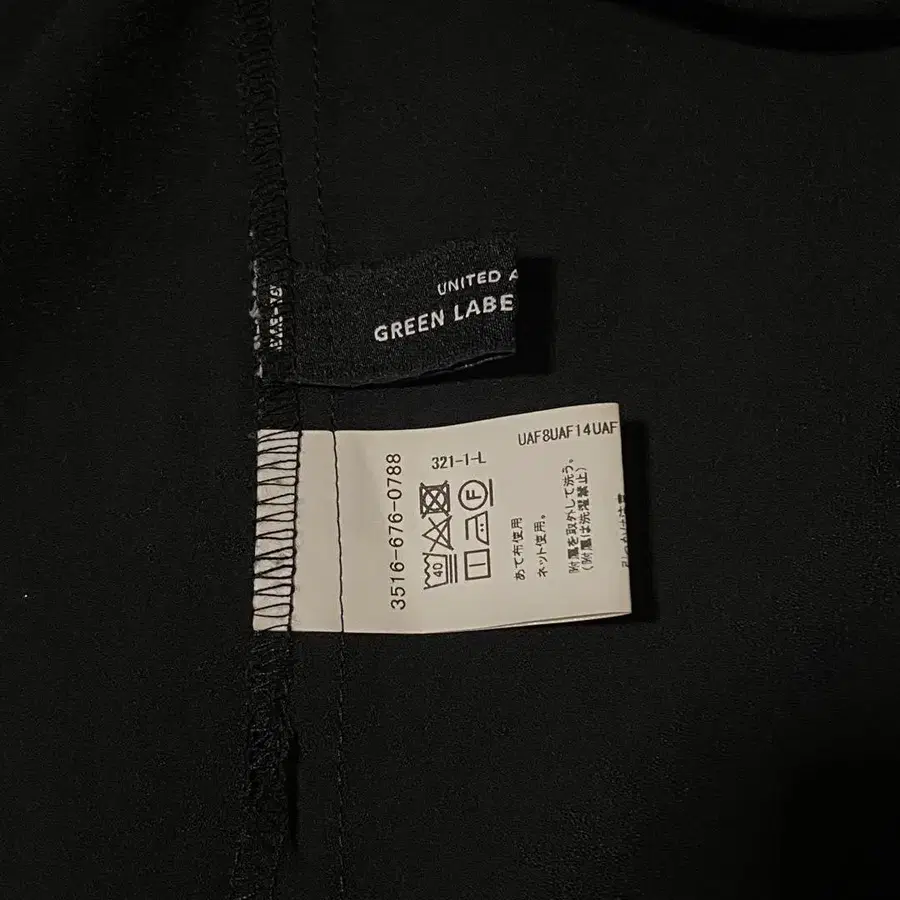 UNITED A
GREEN LABE
UAF8UAF14UAF
321-1-L
3516-676-0788
40
F
あて布使用
ネット使用。
附属を取外して洗う。
(附属は洗濯禁止)